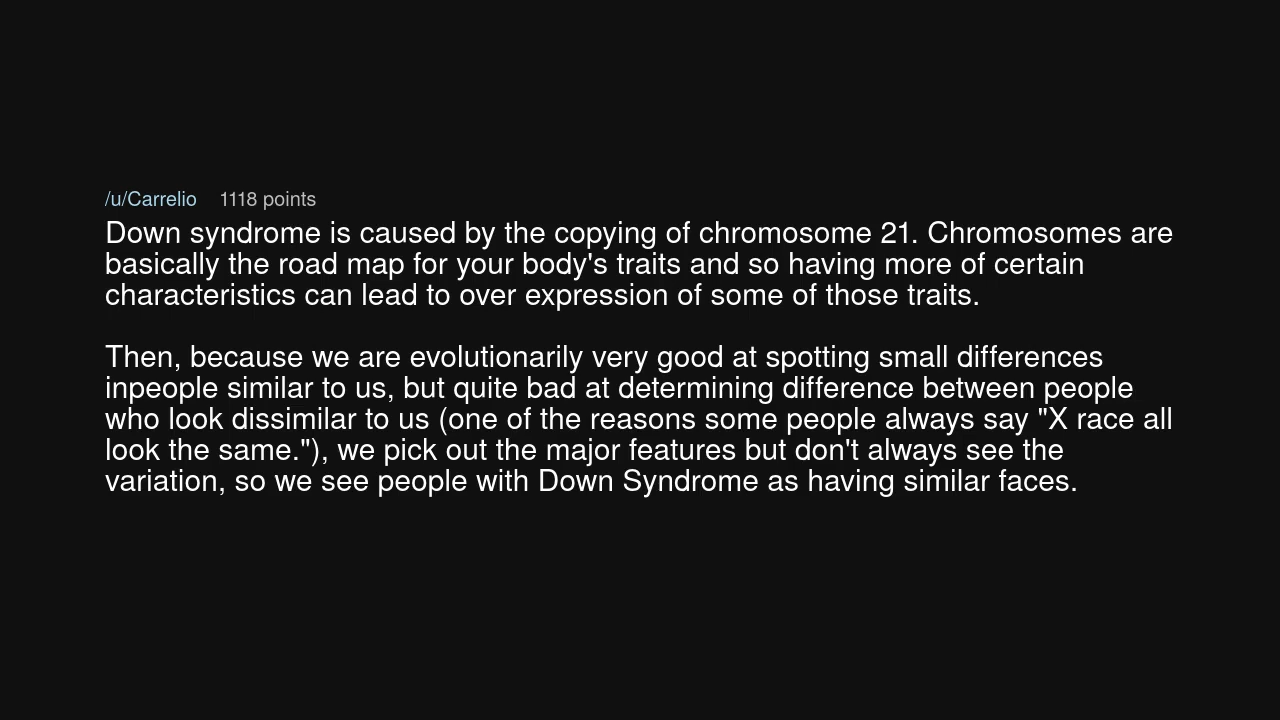 /u/Carrelio 1118 points
Down syndrome is caused by the copying of chromosome 21. Chromosomes are
basically the road map for your body's traits and so having more of certain
characteristics can lead to over expression of some of those traits.
Then, because we are evolutionarily very good at spotting small differences
inpeople similar to us, but quite bad at determining difference between people
who look dissimilar to us (one of the reasons some people always say "X race all
look the same."), we pick out the major features but don't always see the
variation, so we see people with Down Syndrome as having similar faces.